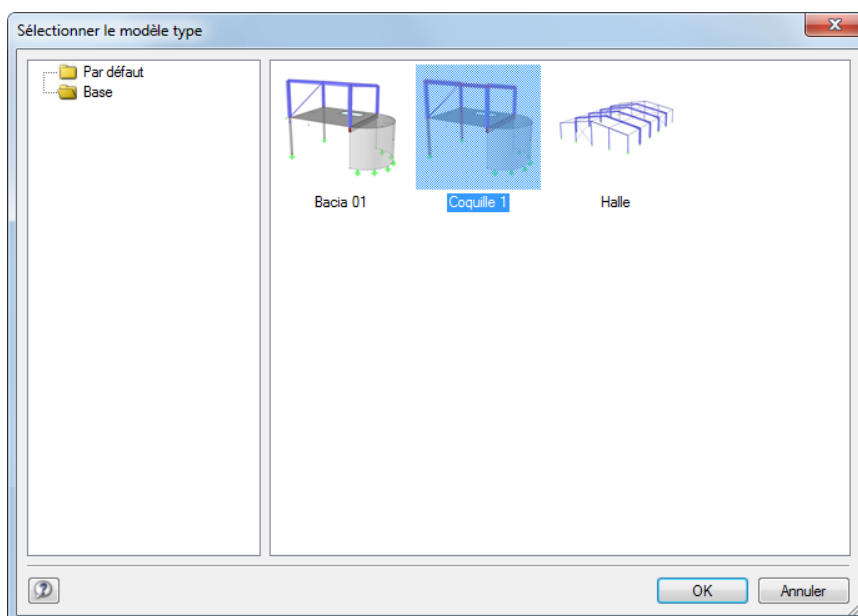 Sélectionner le modèle type
Par défaut
Base
Bacia 01
Coquille 1
Halle
OK
Annuler